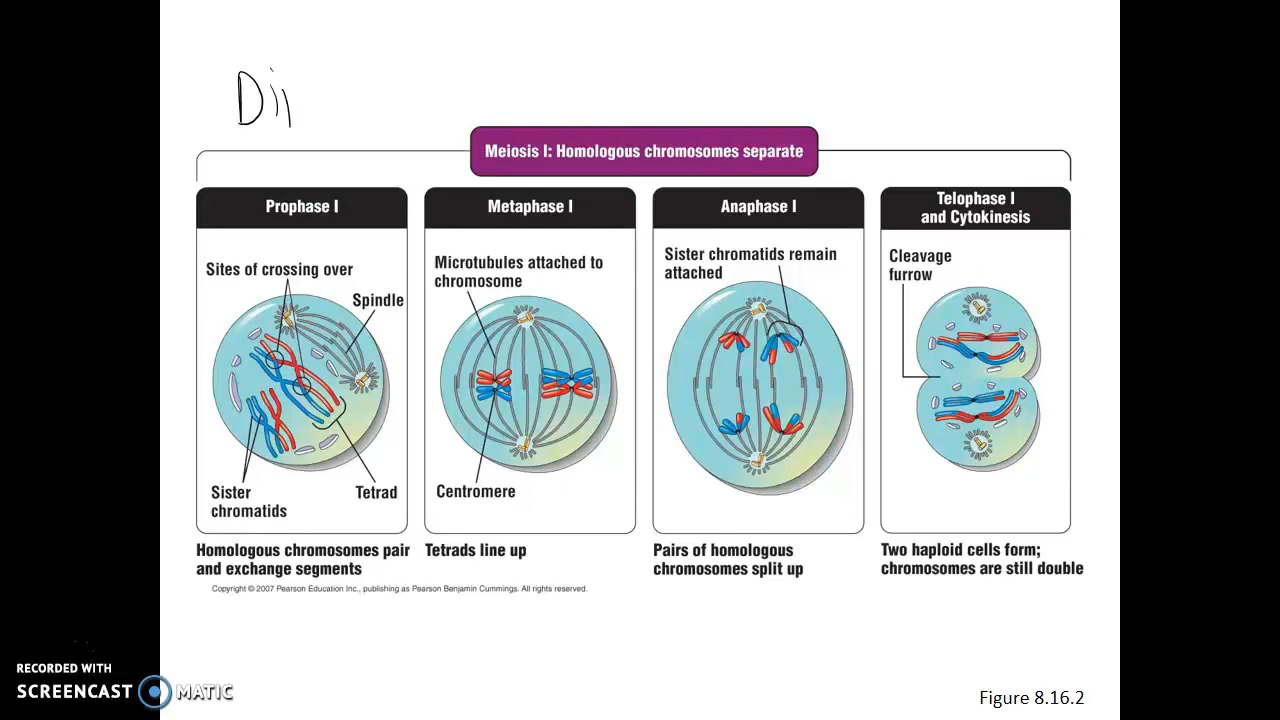 Di
Meiosis I: Homologous chromosomes separate
Prophase I
Sites of crossing over
Spindle
Sister
chromatids
Tetrad
Homologous chromosomes pair
and exchange segments
Metaphase I
Microtubules attached to
chromosome
Centromere
Tetrads line up
Anaphase I
Sister chromatids remain
attached
Pairs of homologous
chromosomes split up
Telophase I
and Cytokinesis
Cleavage
furrow
Two haploid cells form;
chromosomes are still double
Copyright © 2007 Pearson Education Inc., publishing as Pearson Benjamin Cummings. All rights reserved.
RECORDED WITH
SCREENCAST MATIC
Figure 8.16.2